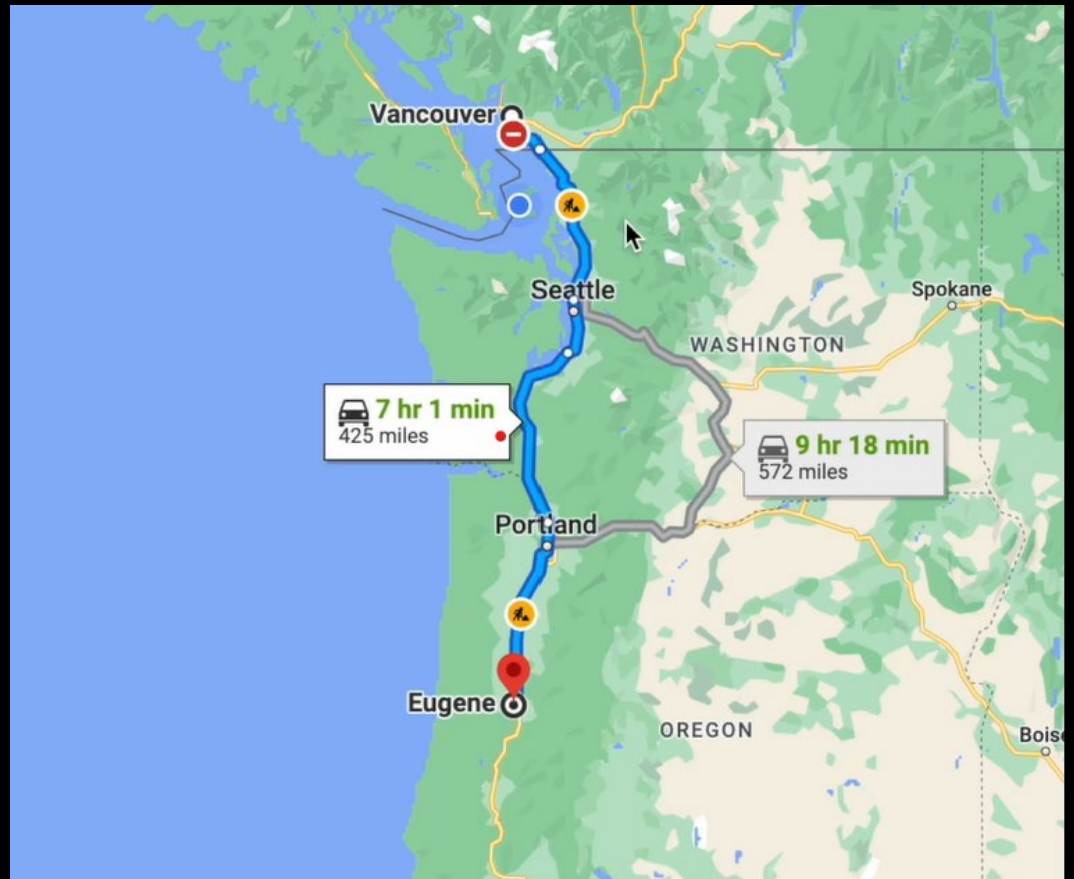 Vancouver
Seattle
Spokane
WASHINGTON
7 hr 1 min
425 miles
9 hr 18 min
572 miles
Portland
Eugene
OREGON
Boise